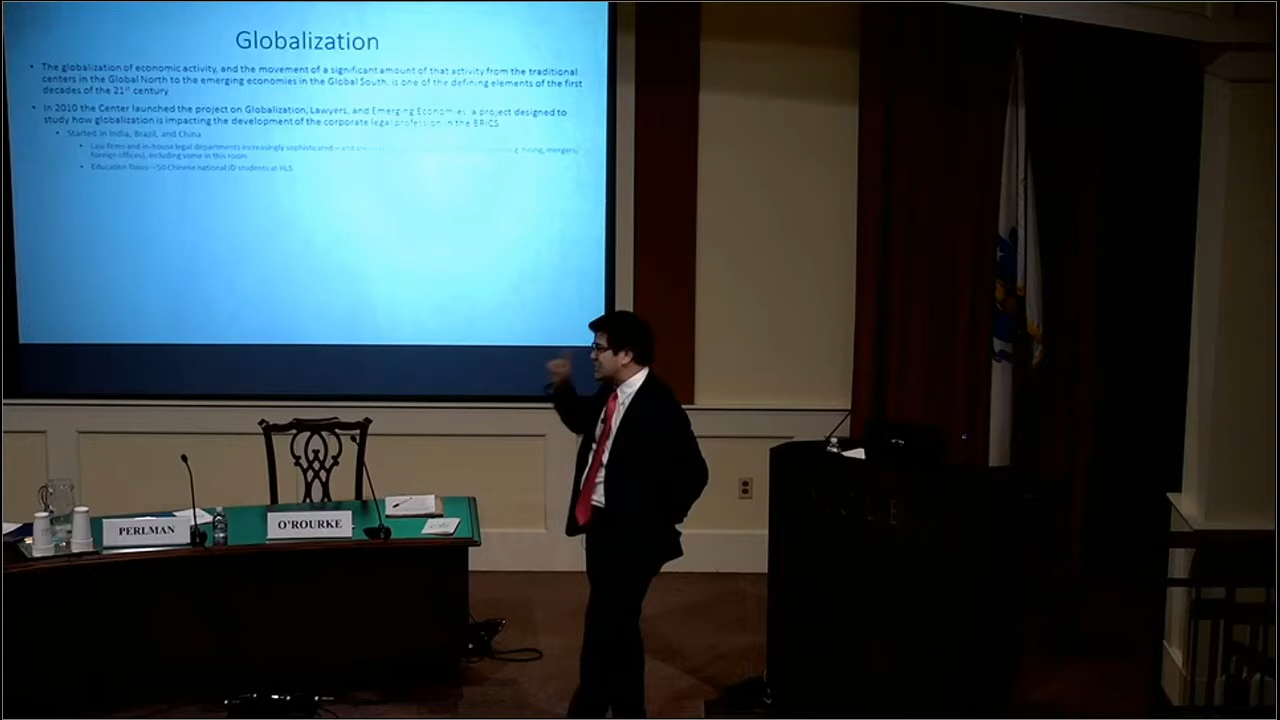 Globalization
• The globalization of economic activity, and the movement of a significant amount of that activity from the traditional
centers in the Global North to the emerging economies in the Global South, is one of the defining elements of the first
decades of the 21st century
• In 2010 the Center launched the project on Globalization, Lawyers, and Emerging Economies, a project designed to
study how globalization is impacting the development of the corporate legal profession in the BRICS
• Started in India, Brazil, and China
• Law firms and in-house legal departments increasingly sophisticated – and hiring, mergers,
foreign offices), including some in this room
• Education flows – 50 Chinese national JD students at HLS
PERLMAN
O'ROURKE